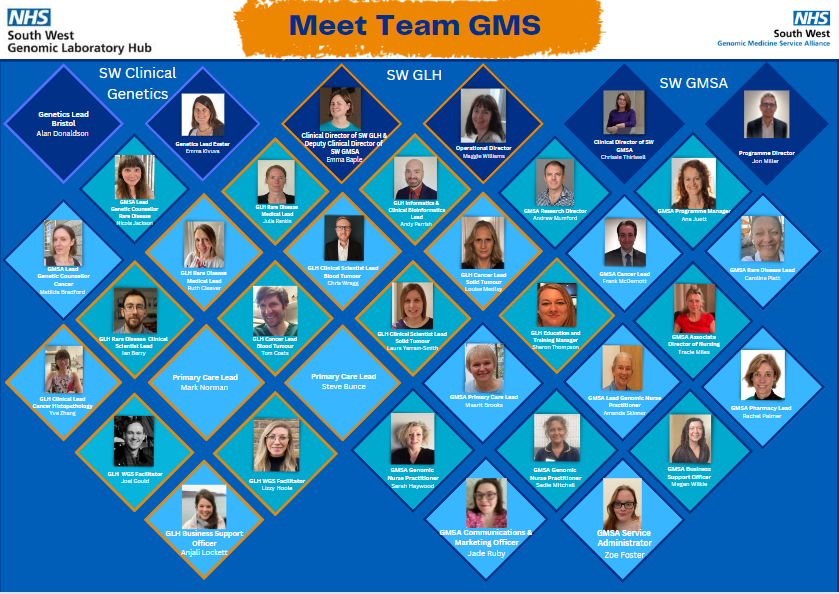 NHS
South West
Genomic Laboratory Hub
Meet Team GMS
NHS
South West
Genomic Medicine Service Alliance
SW Clinical
Genetics
SW GLH
SW GMSA
Genetics Lead
Bristol
Alan Donaldson
Genetics Lead Exeter
Emma Kivuva
Clinical Director of SW GLH &
Deputy Clinical Director of
SW GMSA
Emma Baple
Operational Director
Maggie Williams
Clinical Director of SW
GMSA
Chrissie Thirlwell
Programme Director
Jon Miller
GMSA Lead
Genetic Counsellor
Rare Disease
Nicola Jackson
GLH Rare Disease
Medical Lead
Julia Rankin
GLH Informatics &
Clinical Bioinformatics
Lead
Andy Parrish
GMSA Research Director
Andrew Mumford
GMSA Programme Manager
Ana Juett
GMSA Lead
Genetic Counsellor
Cancer
Matilda Bradford
GLH Rare Disease
Medical Lead
Ruth Cleaver
GLH Clinical Scientist Lead
Blood Tumour
Chris Wragg
GLH Cancer Lead
Solid Tumour
Louise Medley
GMSA Cancer Lead
Frank McDermott
GMSA Rare Disease Lead
Caroline Platt
GLH Rare Disease Clinical
Scientist Lead
Ian Berry
GLH Cancer Lead
Blood Tumour
Tom Coats
GLH Clinical Scientist Lead
Solid Tumour
Laura Yarram-Smith
GLH Education and
Training Manager
Sharon Thompson
GMSA Associate
Director of Nursing
Tracie Miles
GLH Clinical Lead
Cancer Histopathology
Yve Zhang
Primary Care Lead
Mark Norman
Primary Care Lead
Steve Bunce
GMSA Primary Care Lead
Maarit Brooks
GMSA Lead Genomic Nurse
Practitioner
Amanda Skinner
GMSA Pharmacy Lead
Rachel Palmer
GLH WGS Facilitator
Joel Gould
GLH WGS Facilitator
Lizzy Hoole
GMSA Genomic
Nurse Practitioner
Sarah Haywood
GMSA Genomic
Nurse Practitioner
Sadie Mitchell
GMSA Business
Support Officer
Megan Wilkie
GLH Business Support
Officer
Anjali Lockett
GMSA Communications &
Marketing Officer
Jade Ruby
GMSA Service
Administrator
Zoe Foster